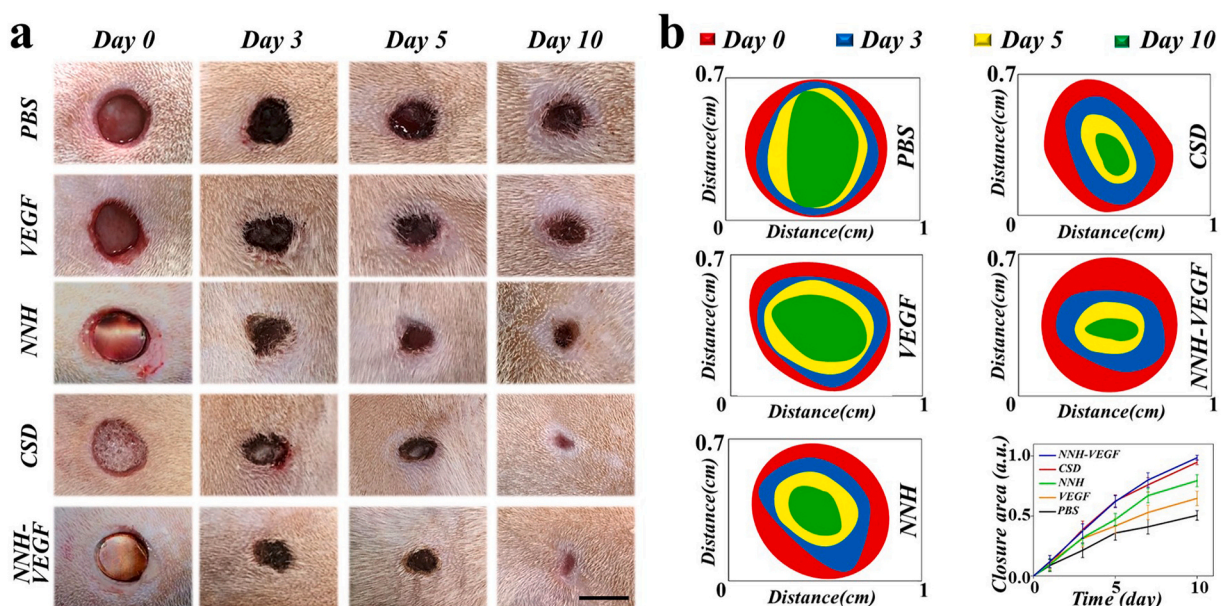 a
Day 0 Day 3 Day 5 Day 10
PBS
VEGF
NNH
CSD
NNH-
VEGF
b
Day 0 Day 3 Day 5 Day 10
0.7
Distance(cm)
PBS
0 Distance(cm) 1
0.7
Distance(cm)
CSD
0 Distance(cm) 1
0.7
Distance(cm)
VEGF
0 Distance(cm) 1
0.7
Distance(cm)
NNH-VEGF
0 Distance(cm) 1
0.7
Distance(cm)
NNH
0 Distance(cm) 1
Closure area (a.u.)
1.0
0.5
0.0
NNH-VEGF
CSD
NNH
VEGF
PBS
0 5 10
Time (day)